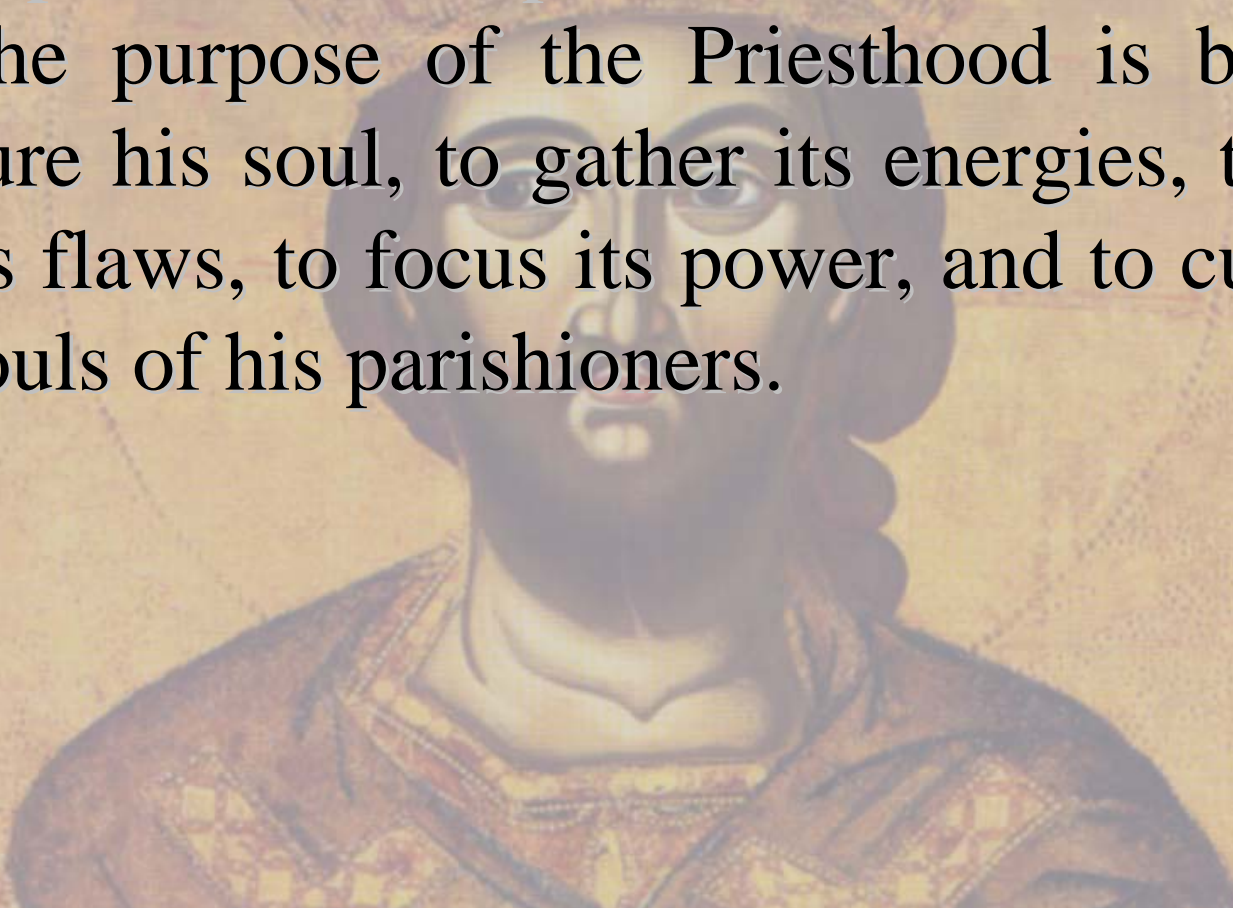 he purpose of the Priesthood is b
ure his soul, to gather its energies, t
s flaws, to focus its power, and to cu
ouls of his parishioners.